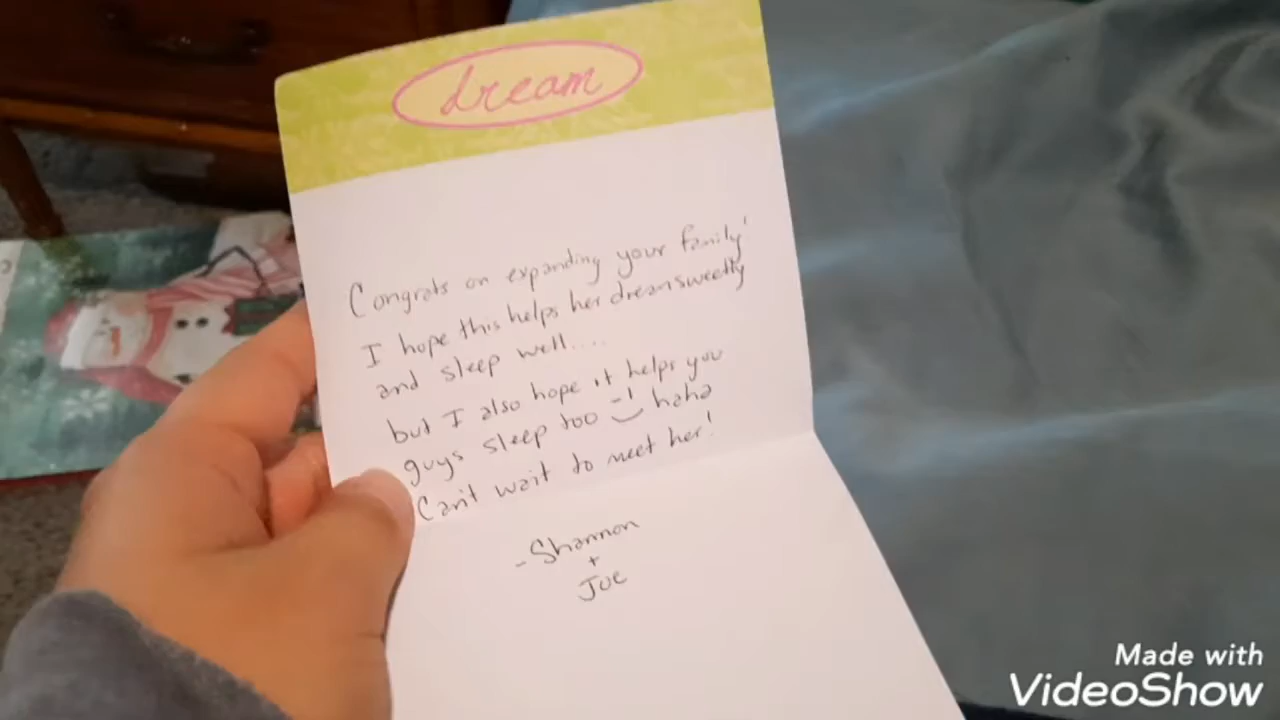 dream
Congrats on expanding your family!
I hope this helps her dream sweetly
and sleep well....
but I also hope it helps you
guys sleep too :) haha
Can't wait to meet her!
-Shannon
+
Joe
Made with
VideoShow